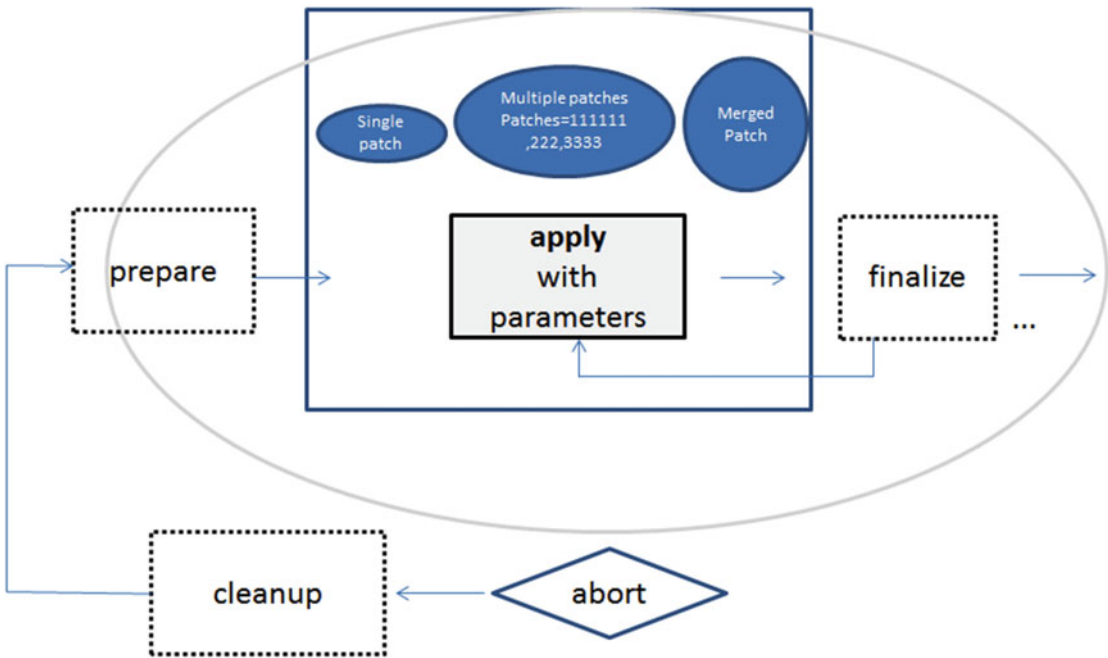 Single
patch
Multiple patches
Patches=111111
,222,3333
Merged
Patch
prepare
apply
with
parameters
finalize
...
cleanup
abort